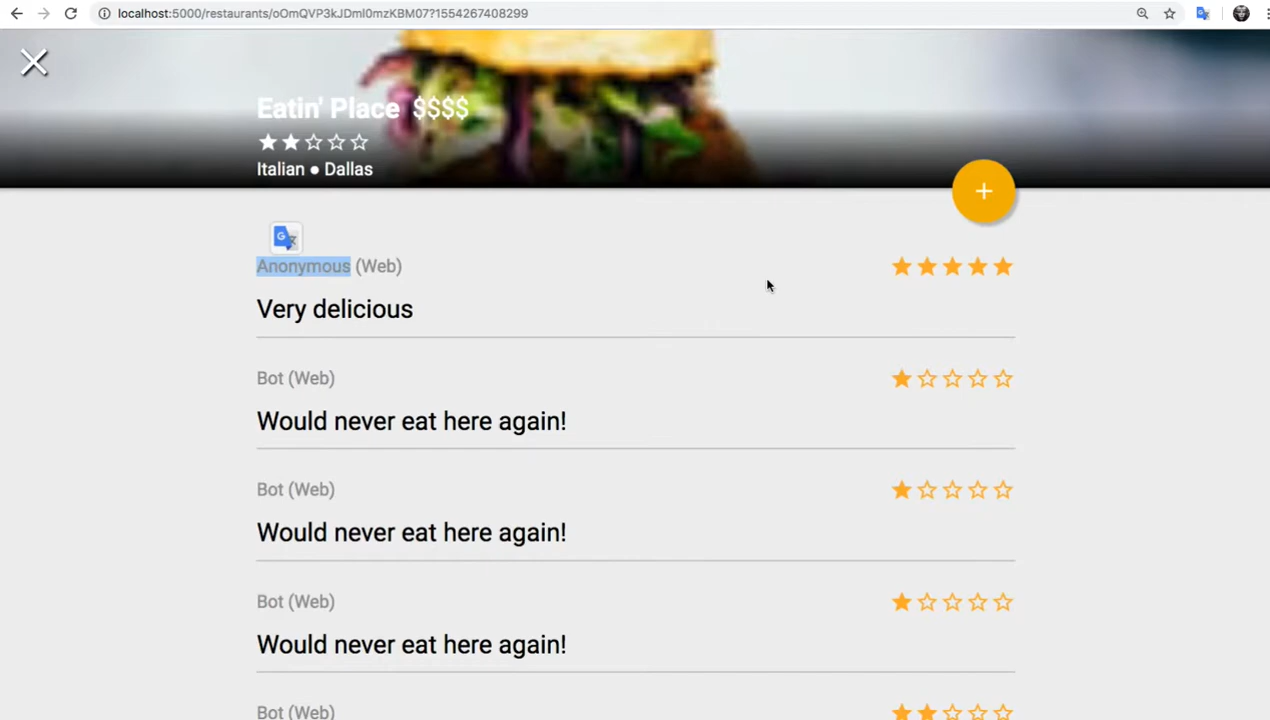 localhost:5000/restaurants/oOmQVP3kJDml0mzKBM07?1554267408299
Eatin' Place $$$$
Italian ● Dallas
Anonymous (Web)
Very delicious
Bot (Web)
Would never eat here again!
Bot (Web)
Would never eat here again!
Bot (Web)
Would never eat here again!
Bot (Web)